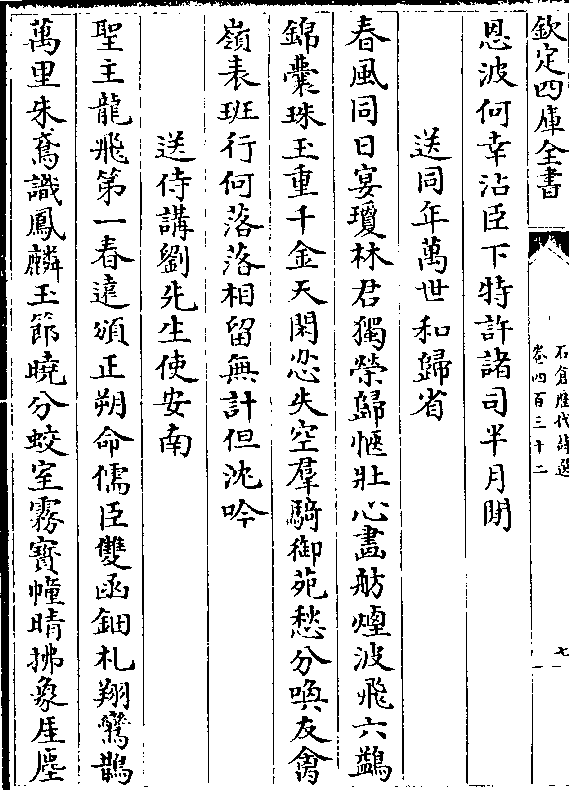 欽定四庫全書
石倉歷代詩選
卷四百三十二
七
恩波何幸沾臣下特許諸司半月閒
送同年萬世和歸省
春風同日宴瓊林君獨榮歸愜壯心畫舫煙波飛六鷁
錦囊珠玉重千金天閑恣失空羣騎御苑愁分喚友禽
嶺表班行何落落相留無計但沈吟
送侍講劉先生使安南
聖主龍飛第一春遠頒正朔命儒臣雙函鈿札翔鸞鵲
萬里朱鳶識鳳麟玉節曉分蛟室霧寶幢晴拂象厓塵